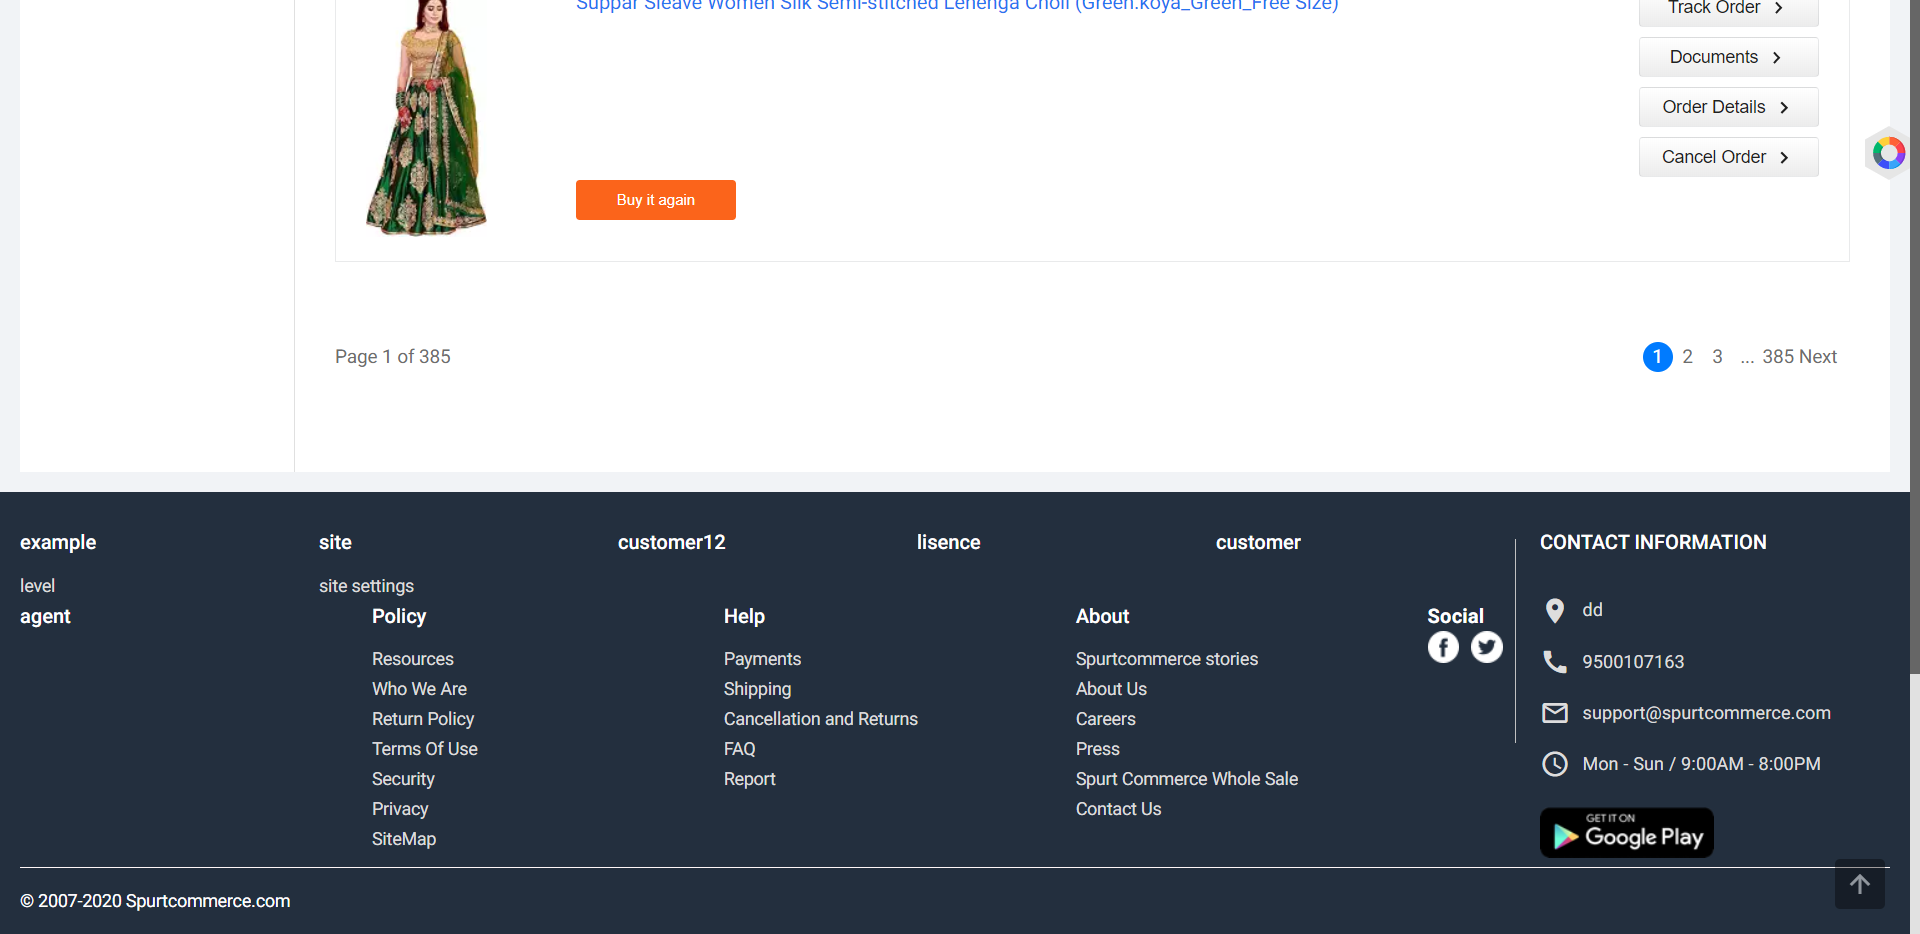 Suppar Sleave Women Silk Semi-stitched Lehenga Choli (Green.koya_Green_Free Size)
Track Order
Documents
Order Details
Cancel Order
Buy it again
Page 1 of 385
1 2 3 ... 385 Next
example
level
agent
site
site settings
customer12
lisence
customer
Policy
Resources
Who We Are
Return Policy
Terms Of Use
Security
Privacy
SiteMap
Help
Payments
Shipping
Cancellation and Returns
FAQ
Report
About
Spurtcommerce stories
About Us
Careers
Press
Spurt Commerce Whole Sale
Contact Us
Social
CONTACT INFORMATION
dd
9500107163
support@spurtcommerce.com
Mon - Sun / 9:00AM - 8:00PM
GET IT ON
Google Play
© 2007-2020 Spurtcommerce.com